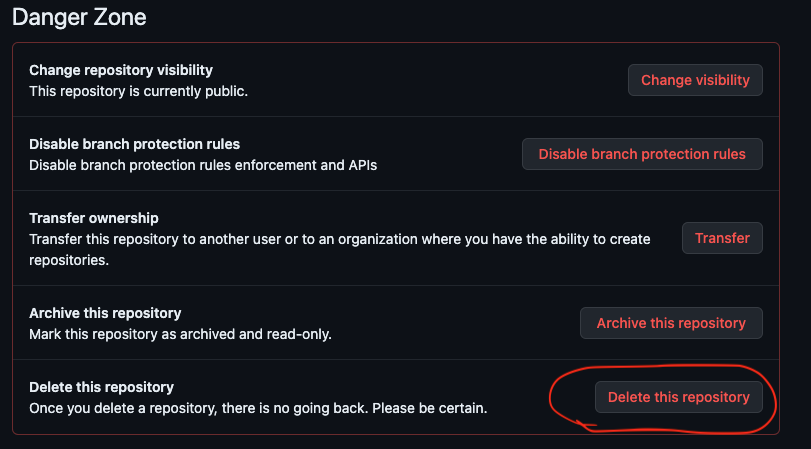 Danger Zone
Change repository visibility
This repository is currently public.
Change visibility
Disable branch protection rules
Disable branch protection rules enforcement and APIs
Disable branch protection rules
Transfer ownership
Transfer this repository to another user or to an organization where you have the ability to create
repositories.
Transfer
Archive this repository
Mark this repository as archived and read-only.
Archive this repository
Delete this repository
Once you delete a repository, there is no going back. Please be certain.
Delete this repository